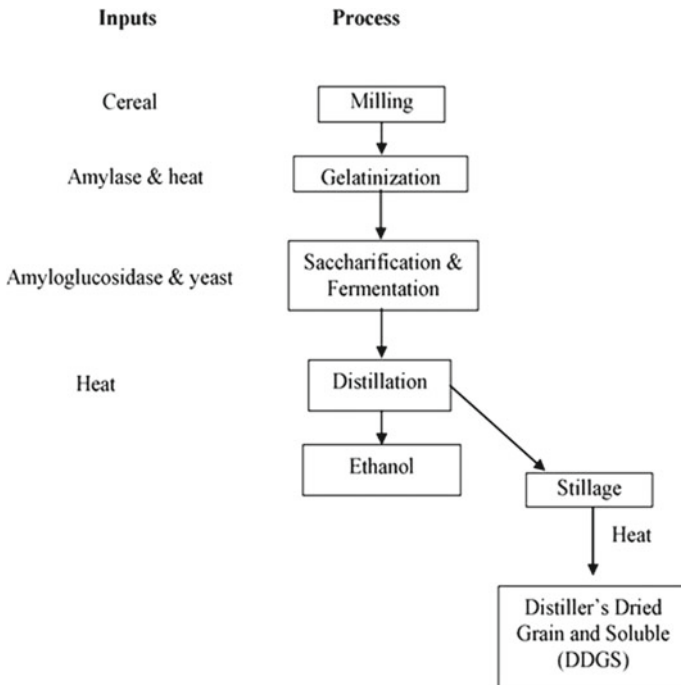 Inputs Process
Cereal Milling
Amylase & heat Gelatinization
Amyloglucosidase & yeast
Saccharification &
Fermentation
Heat Distillation
Ethanol
Stillage
Heat
Distiller`s Dried
Grain and Soluble
(DDGS)